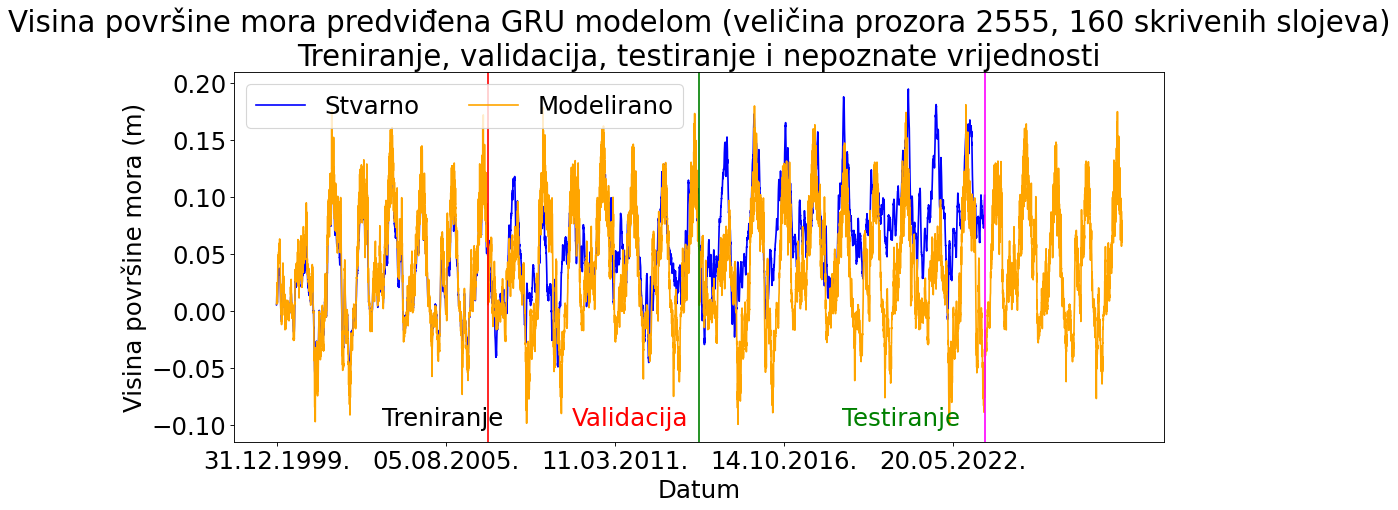 Visina površine mora predviđena GRU modelom (veličina prozora 2555, 160 skrivenih slojeva)
Treniranje, validacija, testiranje i nepoznate vrijednosti
Stvarno Modelirano
Visina površine mora (m)
0.20
0.15
0.10
0.05
0.00
−0.05
−0.10
Treniranje Validacija Testiranje
31.12.1999. 05.08.2005. 11.03.2011. 14.10.2016. 20.05.2022.
Datum